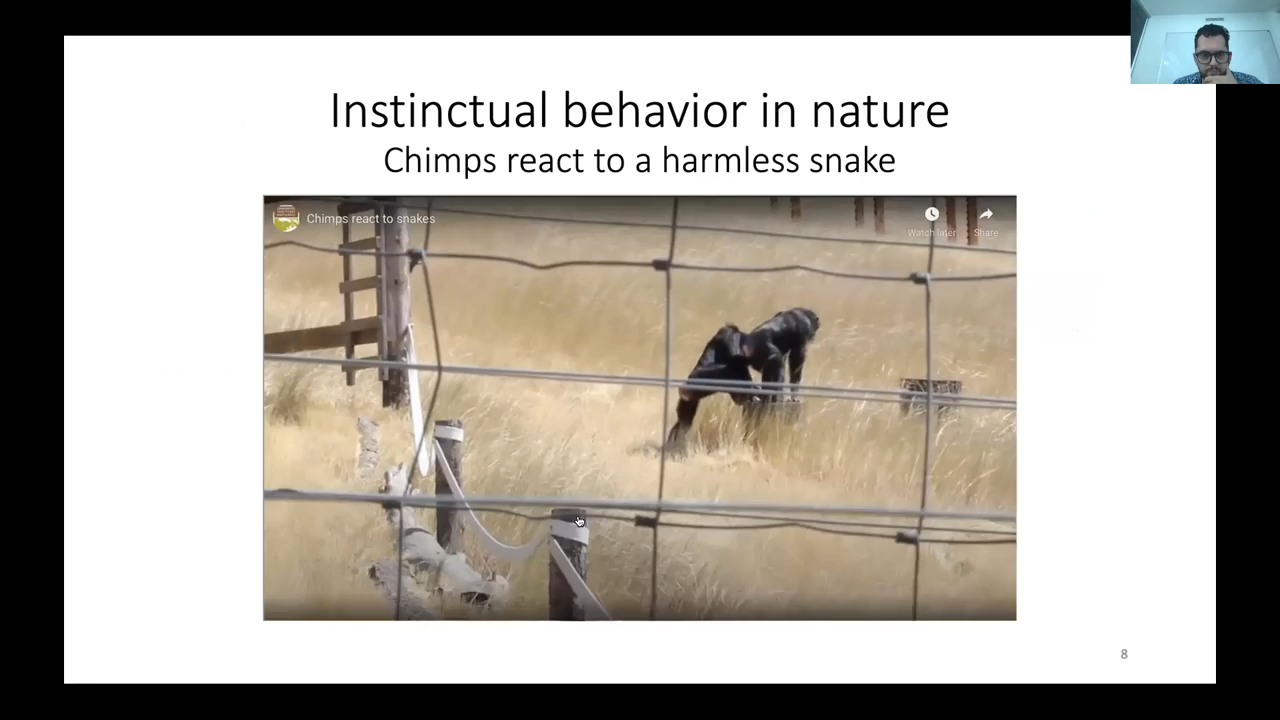 Instinctual behavior in nature
Chimps react to a harmless snake
Chimps react to snakes
Watch later
Share
8